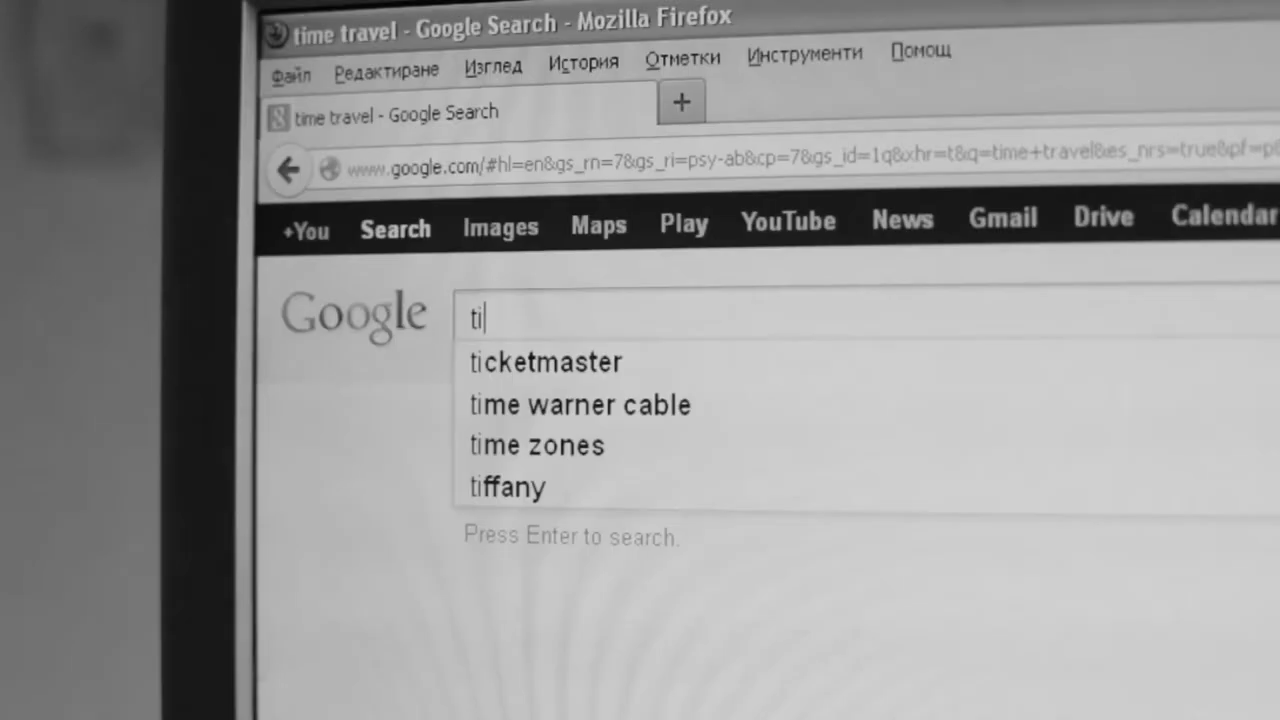 time travel - Google Search - Mozilla Firefox
Файл Редактиране Изглед История Отметки Инструменти Помощ
time travel - Google Search +
www.google.com/#hl=en&gs_rn=7&gs_ri=psy-ab&cp=7&gs_id=1q&xhr=t&q=time+travel&es_nrs=true&pf=p
+You Search Images Maps Play YouTube News Gmail Drive Calendar
Google ti
ticketmaster
time warner cable
time zones
tiffany
Press Enter to search.